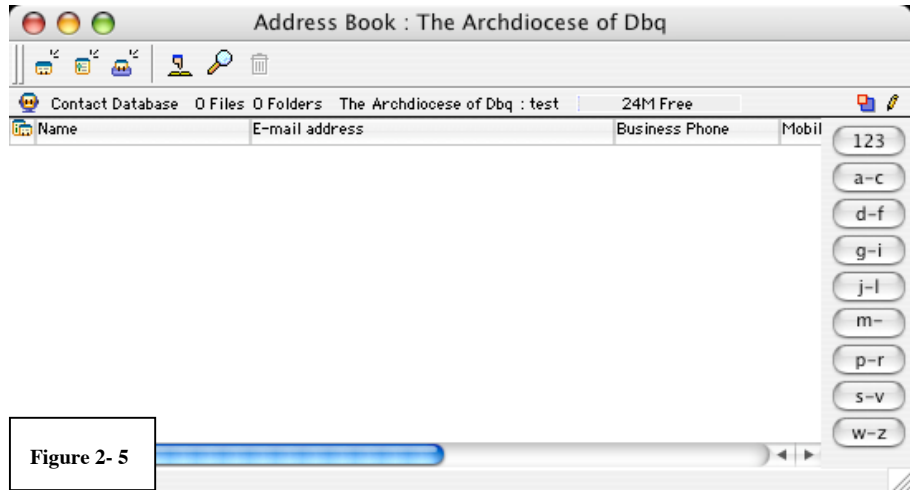 Address Book : The Archdiocese of Dbq
Contact Database 0 Files 0 Folders The Archdiocese of Dbq : test 24M Free
Name E-mail address Business Phone Mobil
123
a-c
d-f
g-i
j-l
m-
p-r
s-v
w-z
Figure 2- 5